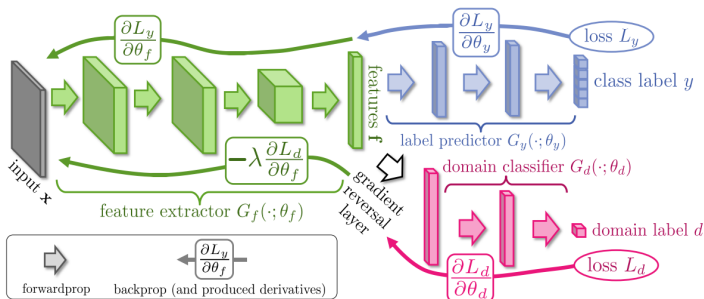 ∂L_y/∂θ_f
∂L_y/∂θ_y
loss L_y
features f
class label y
input x
-λ ∂L_d/∂θ_f
label predictor G_y(·;θ_y)
domain classifier G_d(·;θ_d)
feature extractor G_f(·;θ_f)
gradient
reversal
layer
domain label d
∂L_d/∂θ_d
loss L_d
forwardprop
∂L_y/∂θ_f
backprop (and produced derivatives)